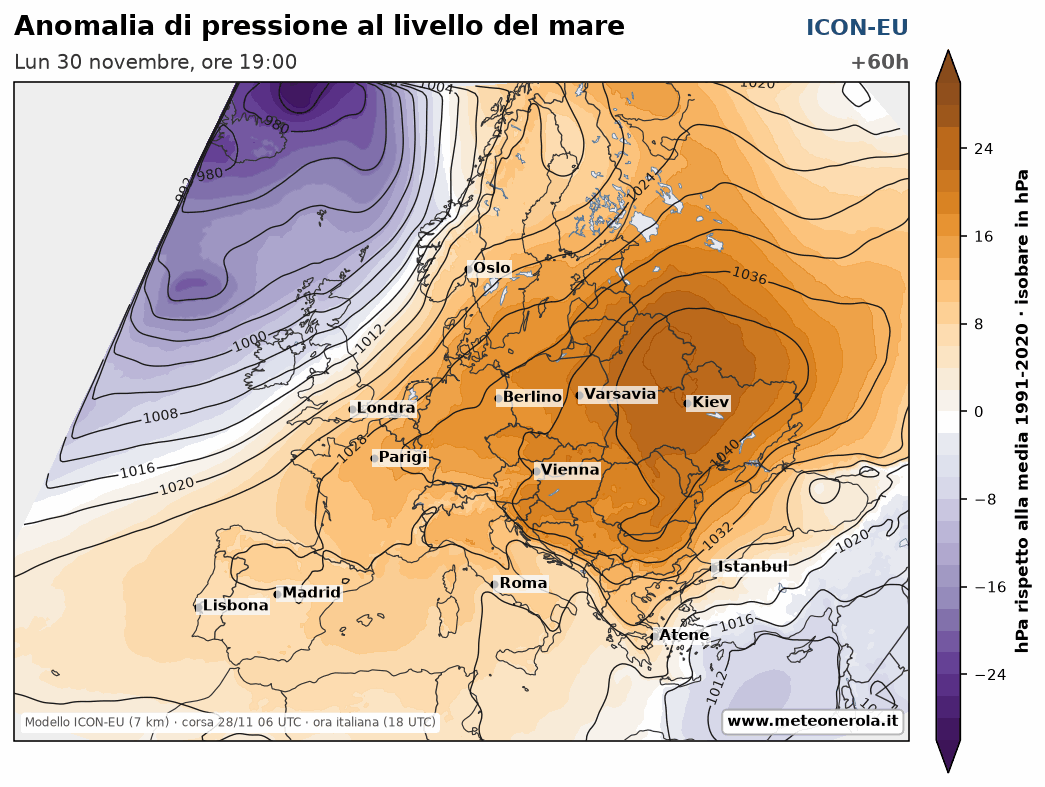 Anomalia di pressione al livello del mare
ICON-EU
Lun 30 novembre, ore 19:00
+60h
1004
1020
980
980
992
1024
Oslo
1036
1000
1012
24
16
8
0
−8
−16
−24
hPa rispetto alla media 1991-2020 · isobare in hPa
Londra
Berlino
Varsavia
Kiev
1008
1028
Parigi
1040
Vienna
1016
1020
1032
1020
Istanbul
Roma
Madrid
Lisbona
1016
Atene
1012
Modello ICON-EU (7 km) · corsa 28/11 06 UTC · ora italiana (18 UTC)
www.meteonerola.it